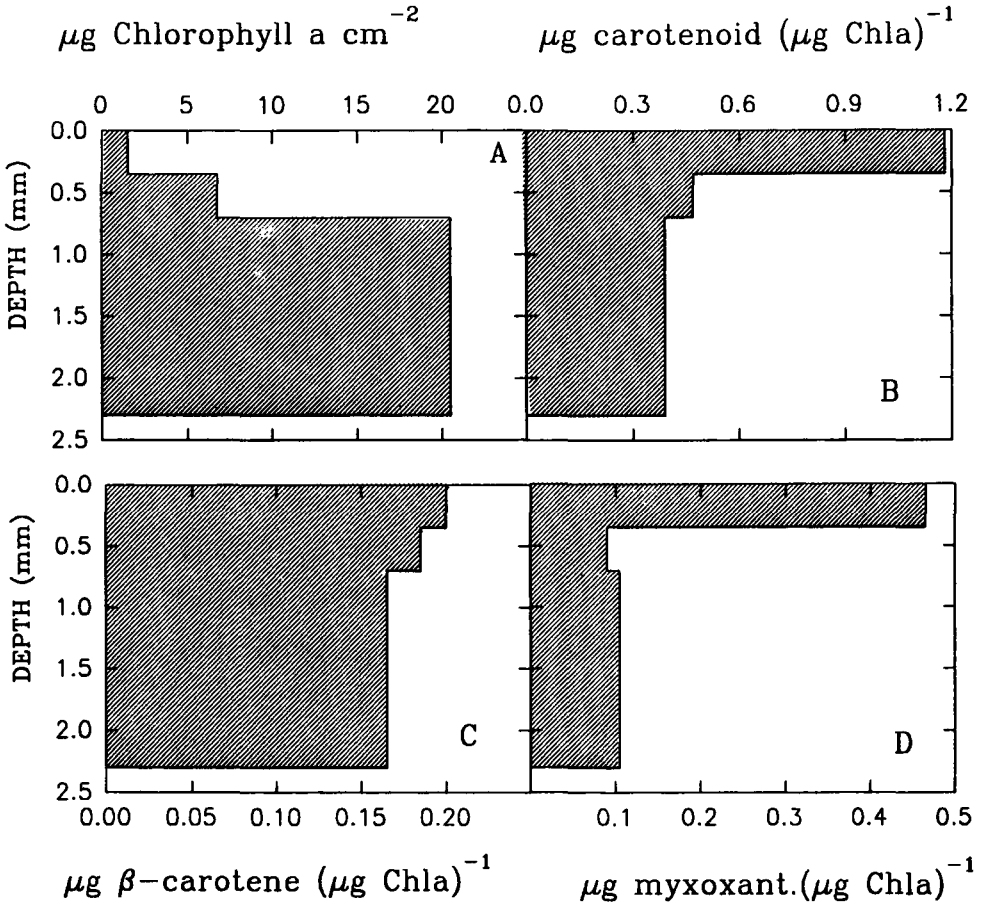 μg Chlorophyll a cm⁻²
μg carotenoid (μg Chla)⁻¹
0 5 10 15 20
0.0 0.3 0.6 0.9 1.2
DEPTH (mm)
0.0
0.5
1.0
1.5
2.0
2.5
A
B
DEPTH (mm)
0.0
0.5
1.0
1.5
2.0
2.5
C
D
0.00 0.05 0.10 0.15 0.20
0.1 0.2 0.3 0.4 0.5
μg β-carotene (μg Chla)⁻¹
μg myxoxant.(μg Chla)⁻¹